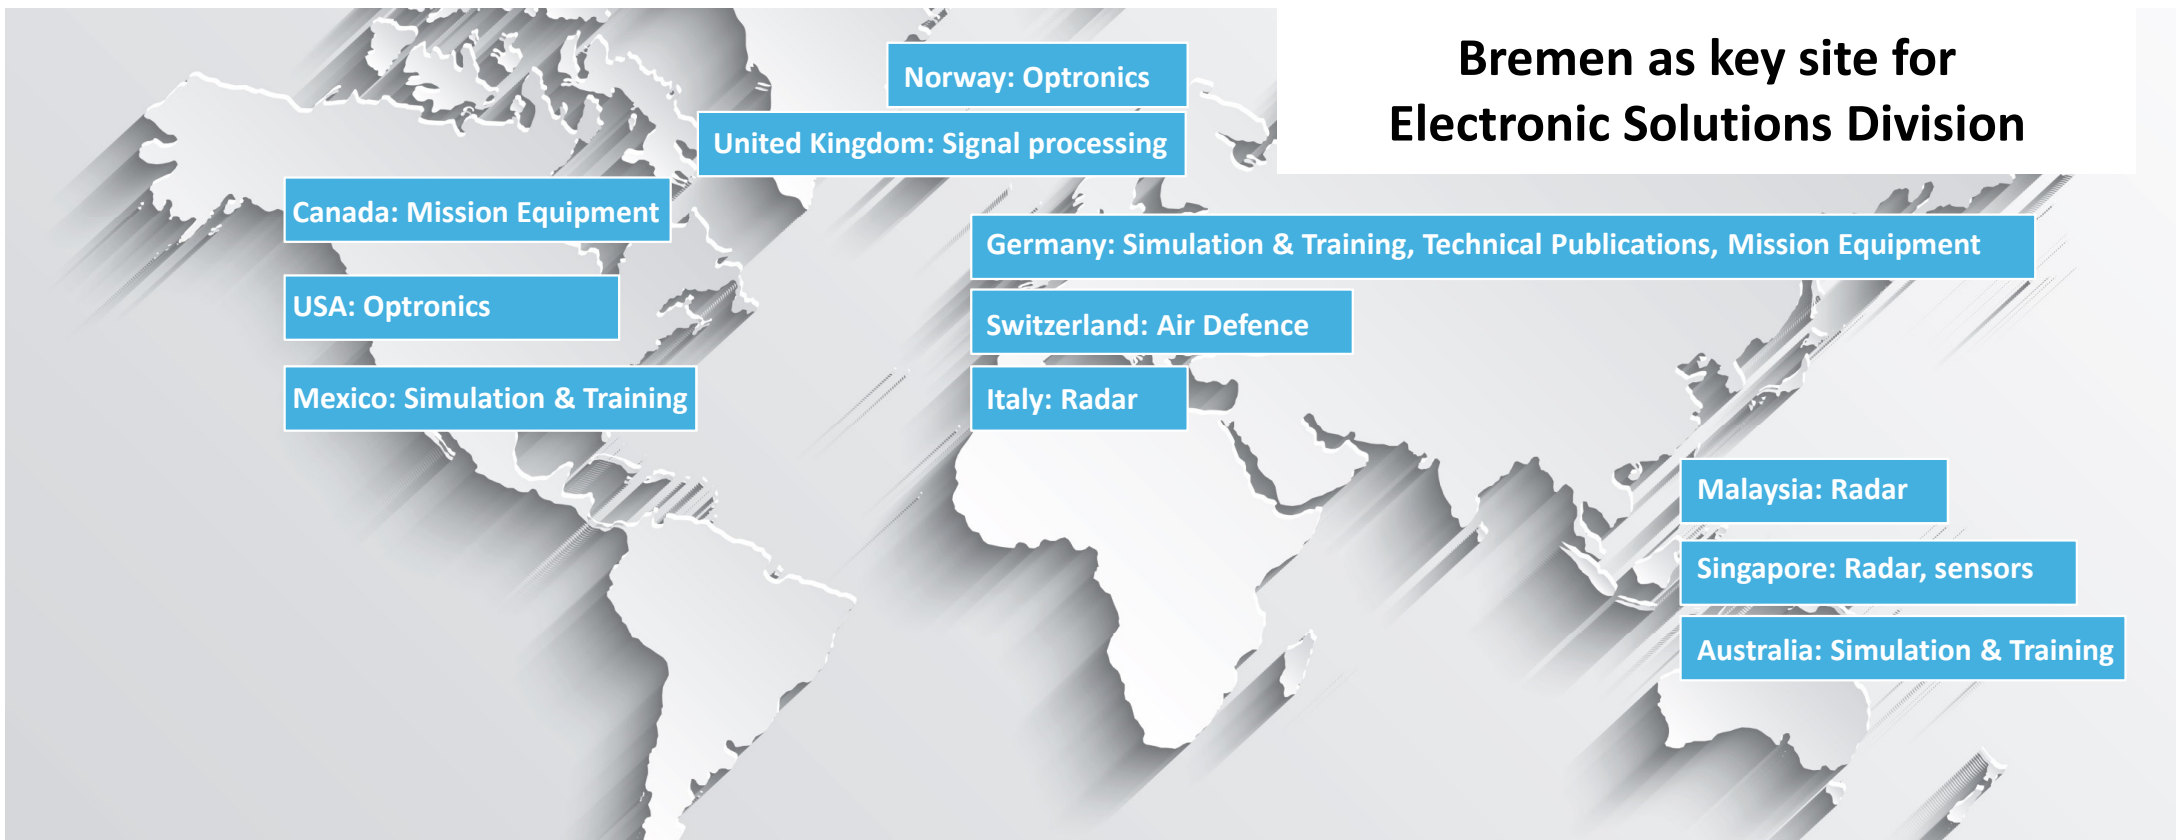 Bremen as key site for
Electronic Solutions Division
Norway: Optronics
United Kingdom: Signal processing
Canada: Mission Equipment
Germany: Simulation & Training, Technical Publications, Mission Equipment
USA: Optronics
Switzerland: Air Defence
Mexico: Simulation & Training
Italy: Radar
Malaysia: Radar
Singapore: Radar, sensors
Australia: Simulation & Training